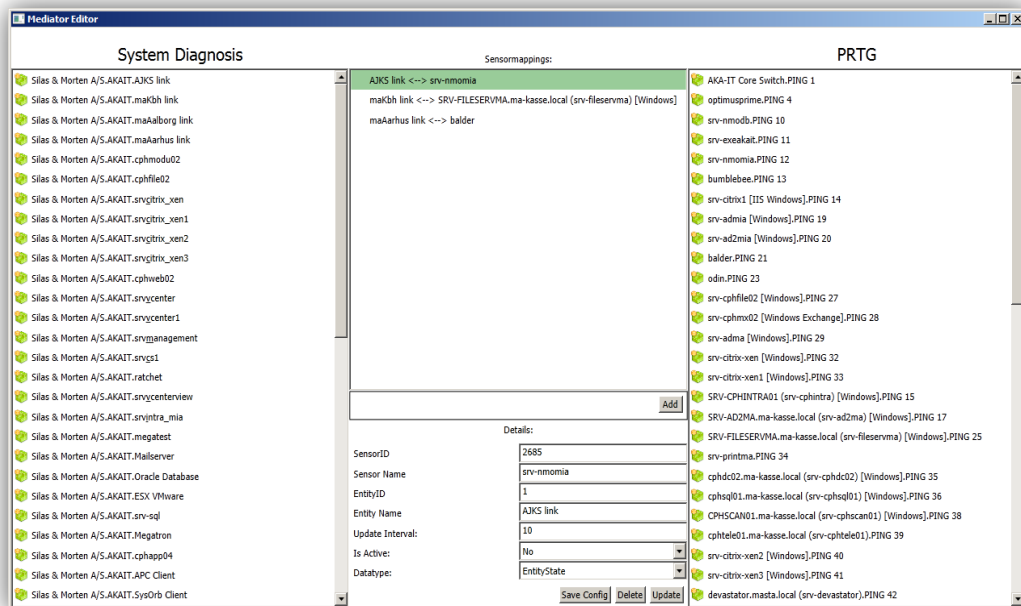 Mediator Editor
System Diagnosis
Silas & Morten A/S.AKAIT.AJKS link
Silas & Morten A/S.AKAIT.maKbh link
Silas & Morten A/S.AKAIT.maAalborg link
Silas & Morten A/S.AKAIT.maAarhus link
Silas & Morten A/S.AKAIT.cphmodu02
Silas & Morten A/S.AKAIT.cphfile02
Silas & Morten A/S.AKAIT.srvcitrix_xen
Silas & Morten A/S.AKAIT.srvcitrix_xen1
Silas & Morten A/S.AKAIT.srvcitrix_xen2
Silas & Morten A/S.AKAIT.srvcitrix_xen3
Silas & Morten A/S.AKAIT.cphweb02
Silas & Morten A/S.AKAIT.srvvcenter
Silas & Morten A/S.AKAIT.srvvcenter1
Silas & Morten A/S.AKAIT.srvmanagement
Silas & Morten A/S.AKAIT.srvcs1
Silas & Morten A/S.AKAIT.ratchet
Silas & Morten A/S.AKAIT.srvvcenterview
Silas & Morten A/S.AKAIT.srvintra_mia
Silas & Morten A/S.AKAIT.megatest
Silas & Morten A/S.AKAIT.Mailserver
Silas & Morten A/S.AKAIT.Oracle Database
Silas & Morten A/S.AKAIT.ESX VMware
Silas & Morten A/S.AKAIT.srv-sql
Silas & Morten A/S.AKAIT.Megatron
Silas & Morten A/S.AKAIT.cphapp04
Silas & Morten A/S.AKAIT.APC Client
Silas & Morten A/S.AKAIT.SysOrb Client
Sensormappings:
AJKS link <--> srv-nmomia
maKbh link <--> SRV-FILESERVMA.ma-kasse.local (srv-fileservma) [Windows]
maAarhus link <--> balder
Add
Details:
SensorID 2685
Sensor Name srv-nmomia
EntityID 1
Entity Name AJKS link
Update Interval: 10
Is Active: No
Datatype: EntityState
Save Config Delete Update
PRTG
AKA-IT Core Switch.PING 1
optimusprime.PING 4
srv-nmodb.PING 10
srv-exeakait.PING 11
srv-nmomia.PING 12
bumblebee.PING 13
srv-citrix1 [IIS Windows].PING 14
srv-admia [Windows].PING 19
srv-ad2mia [Windows].PING 20
balder.PING 21
odin.PING 23
srv-cphfile02 [Windows].PING 27
srv-cphmx02 [Windows Exchange].PING 28
srv-adma [Windows].PING 29
srv-citrix-xen [Windows].PING 32
srv-citrix-xen1 [Windows].PING 33
SRV-CPHINTRA01 (srv-cphintra) [Windows].PING 15
SRV-AD2MA.ma-kasse.local (srv-ad2ma) [Windows].PING 17
SRV-FILESERVMA.ma-kasse.local (srv-fileservma) [Windows].PING 25
srv-printma.PING 34
cphdc02.ma-kasse.local (srv-cphdc02) [Windows].PING 35
cphsql01.ma-kasse.local (srv-cphsql01) [Windows].PING 36
CPHSCAN01.ma-kasse.local (srv-cphscan01) [Windows].PING 38
cphtele01.ma-kasse.local (srv-cphtele01).PING 39
srv-citrix-xen2 [Windows].PING 40
srv-citrix-xen3 [Windows].PING 41
devastator.masta.local (srv-devastator).PING 42